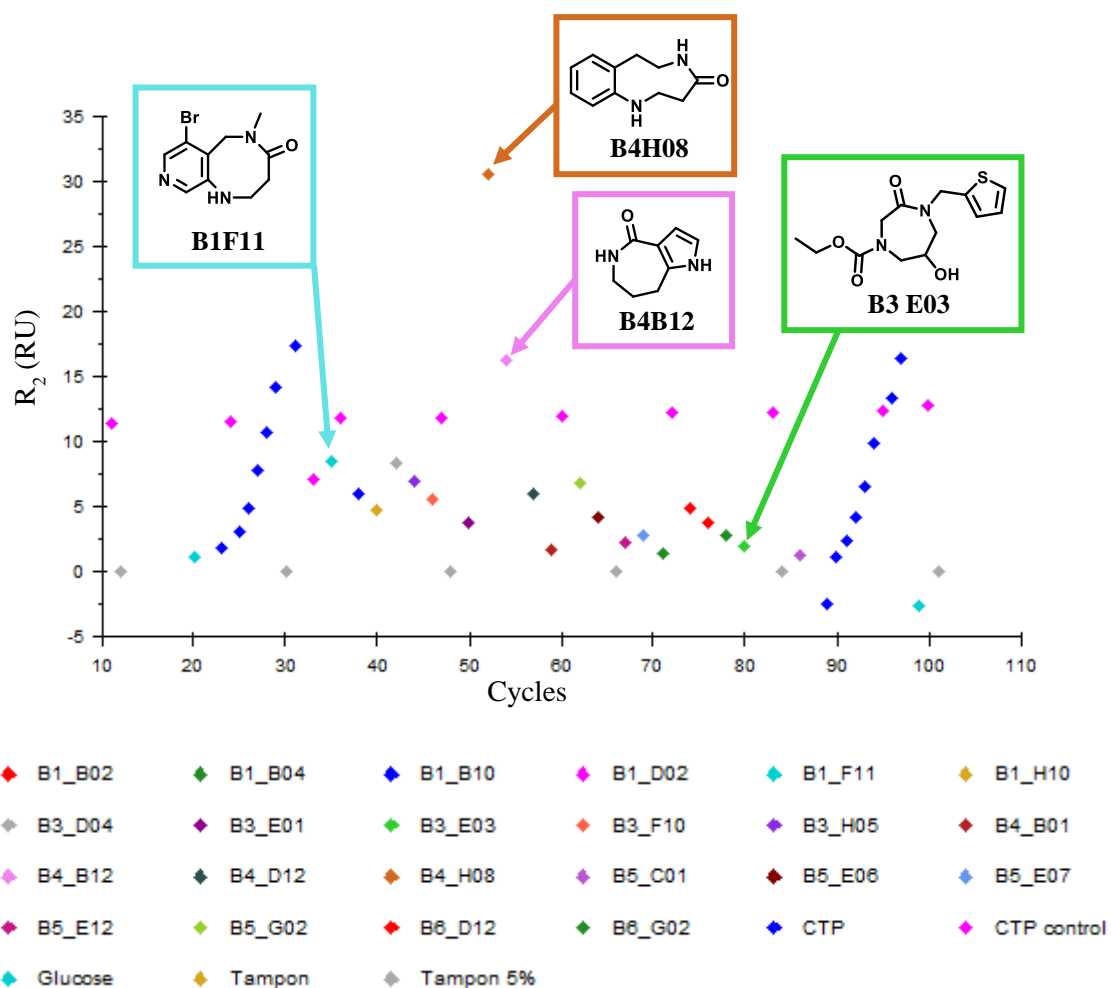 N
H
O
N
H
B4H08
Br
N
O
N
NH
B1F11
O
HN
NH
B4B12
O
N
S
O
N
O
OH
B3 E03
35
30
25
20
15
10
5
0
-5
R2 (RU)
10 20 30 40 50 60 70 80 90 100 110
Cycles
B1_B02 B1_B04 B1_B10 B1_D02 B1_F11 B1_H10
B3_D04 B3_E01 B3_E03 B3_F10 B3_H05 B4_B01
B4_B12 B4_D12 B4_H08 B5_C01 B5_E06 B5_E07
B5_E12 B5_G02 B6_D12 B6_G02 CTP CTP control
Glucose Tampon Tampon 5%